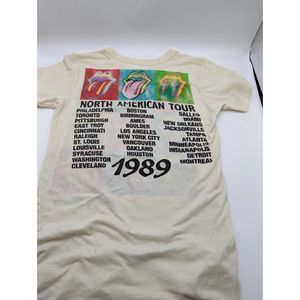 NORTH AMERICAN TOUR
PHILADELPHIA BOSTON DALLAS
TORONTO BIRMINGHAM MIAMI
PITTSBURGH AMES NEW ORLEANS
EAST TROY BOULDER JACKSONVILLE
CINCINNATI LOS ANGELES TAMPA
RALEIGH NEW YORK CITY ATLANTA
ST. LOUIS VANCOUVER MINNEAPOLIS
LOUISVILLE OAKLAND INDIANAPOLIS
SYRACUSE HOUSTON DETROIT
WASHINGTON MONTREAL
CLEVELAND
1989